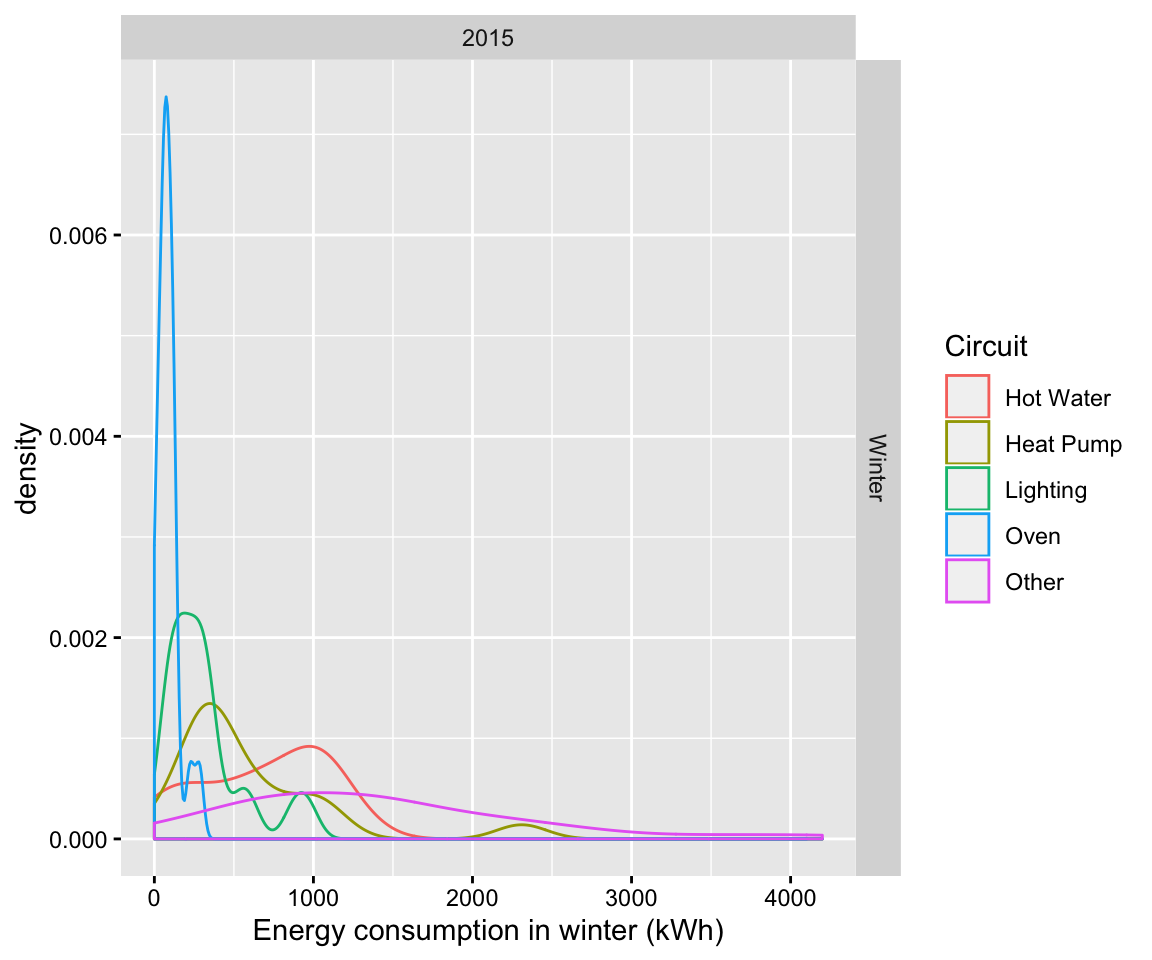 2015
Winter
density
0.006
0.004
0.002
0.000
0
1000
2000
3000
4000
Energy consumption in winter (kWh)
Circuit
Hot Water
Heat Pump
Lighting
Oven
Other